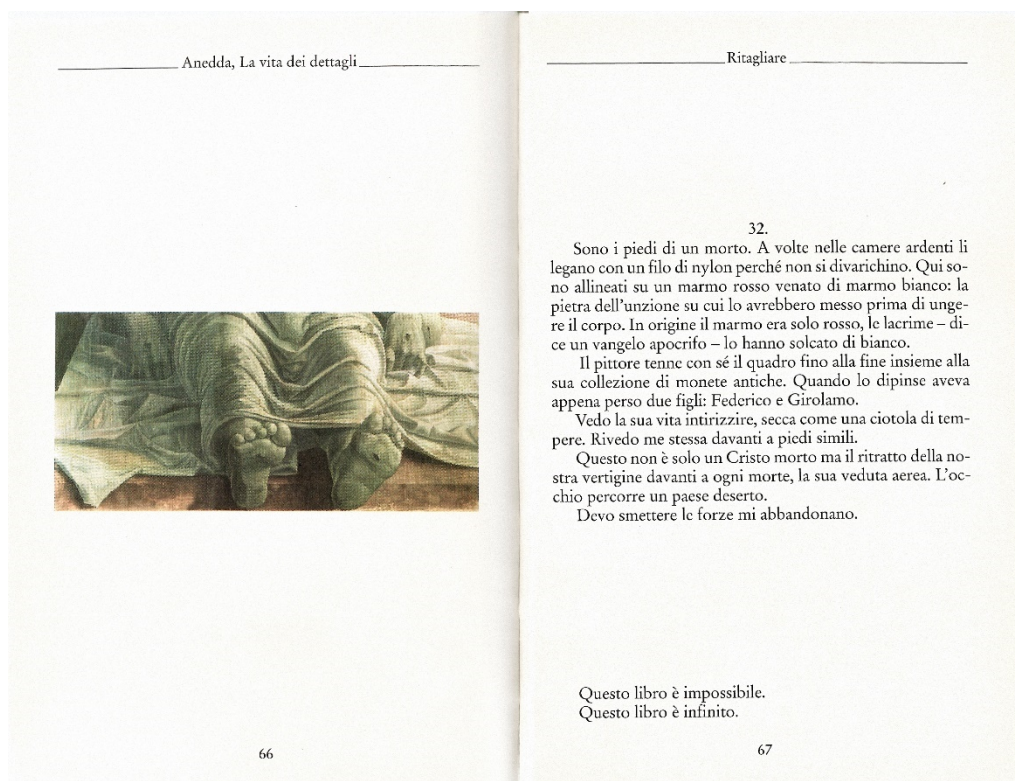 Anedda, La vita dei dettagli
66
Ritagliare
32.
Sono i piedi di un morto. A volte nelle camere ardenti li
legano con un filo di nylon perché non si divarichino. Qui so-
no allineati su un marmo rosso venato di marmo bianco: la
pietra dell'unzione su cui lo avrebbero messo prima di unge-
re il corpo. In origine il marmo era solo rosso, le lacrime – di-
ce un vangelo apocrifo – lo hanno solcato di bianco.
Il pittore tenne con sé il quadro fino alla fine insieme alla
sua collezione di monete antiche. Quando lo dipinse aveva
appena perso due figli: Federico e Girolamo.
Vedo la sua vita intirizzire, secca come una ciotola di tem-
pere. Rivedo me stessa davanti a piedi simili.
Questo non è solo un Cristo morto ma il ritratto della no-
stra vertigine davanti a ogni morte, la sua veduta aerea. L'oc-
chio percorre un paese deserto.
Devo smettere le forze mi abbandonano.
Questo libro è impossibile.
Questo libro è infinito.
67